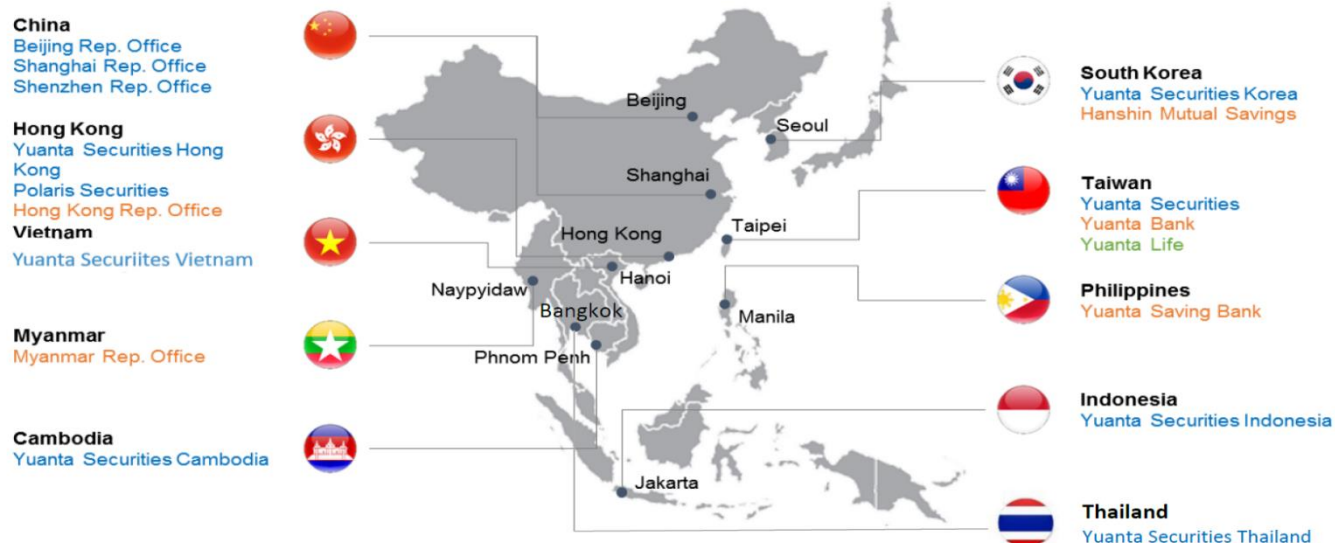 China
Beijing Rep. Office
Shanghai Rep. Office
Shenzhen Rep. Office
Hong Kong
Yuanta Securities Hong
Kong
Polaris Securities
Hong Kong Rep. Office
Vietnam
Yuanta Securiites Vietnam
Myanmar
Myanmar Rep. Office
Cambodia
Yuanta Securities Cambodia
Beijing
Seoul
Shanghai
Taipei
Hong Kong
Hanoi
Naypyidaw
Bangkok
Manila
Phnom Penh
Jakarta
South Korea
Yuanta Securities Korea
Hanshin Mutual Savings
Taiwan
Yuanta Securities
Yuanta Bank
Yuanta Life
Philippines
Yuanta Saving Bank
Indonesia
Yuanta Securities Indonesia
Thailand
Yuanta Securities Thailand